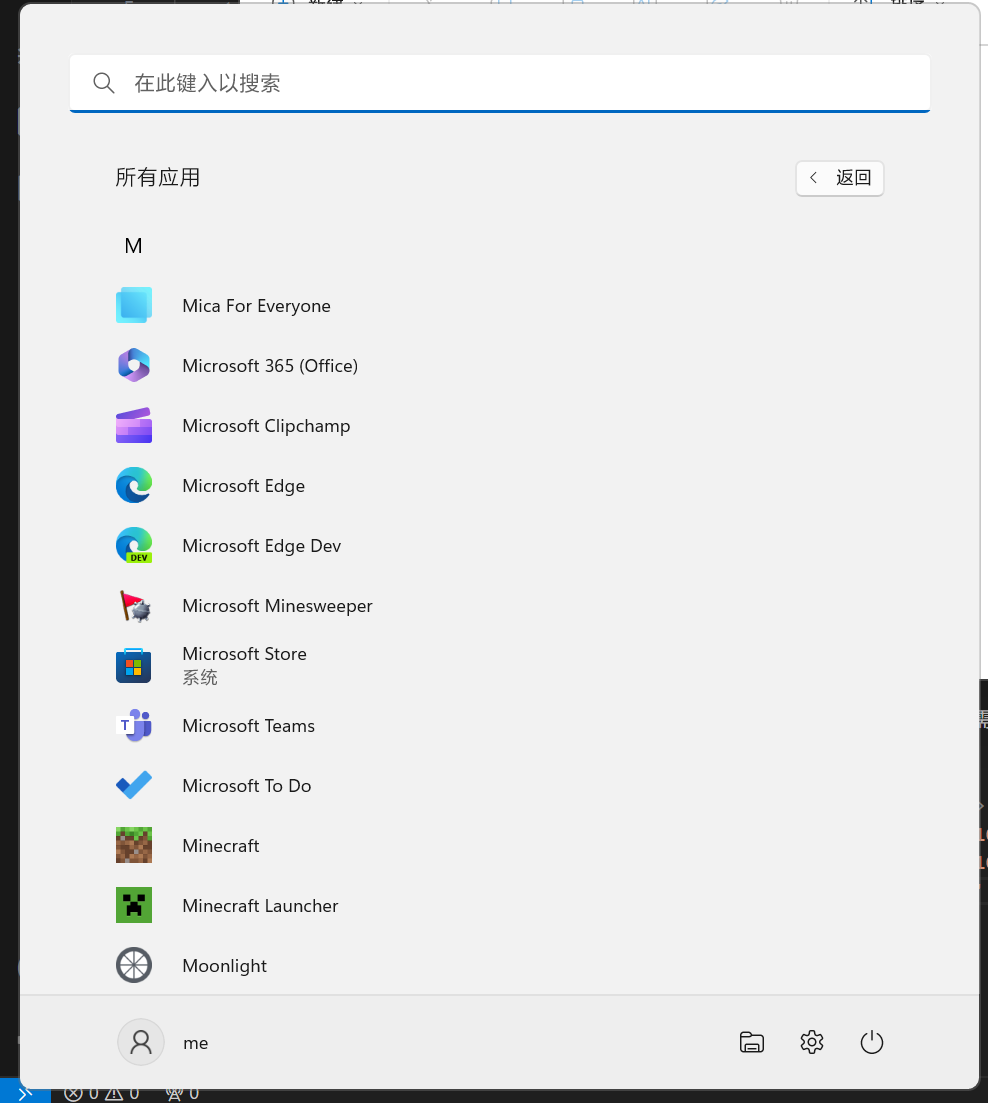 在此键入以搜索
所有应用
返回
M
Mica For Everyone
Microsoft 365 (Office)
Microsoft Clipchamp
Microsoft Edge
DEV
Microsoft Edge Dev
Microsoft Minesweeper
Microsoft Store
系统
T
Microsoft Teams
Microsoft To Do
Minecraft
Minecraft Launcher
Moonlight
me
0 0 0